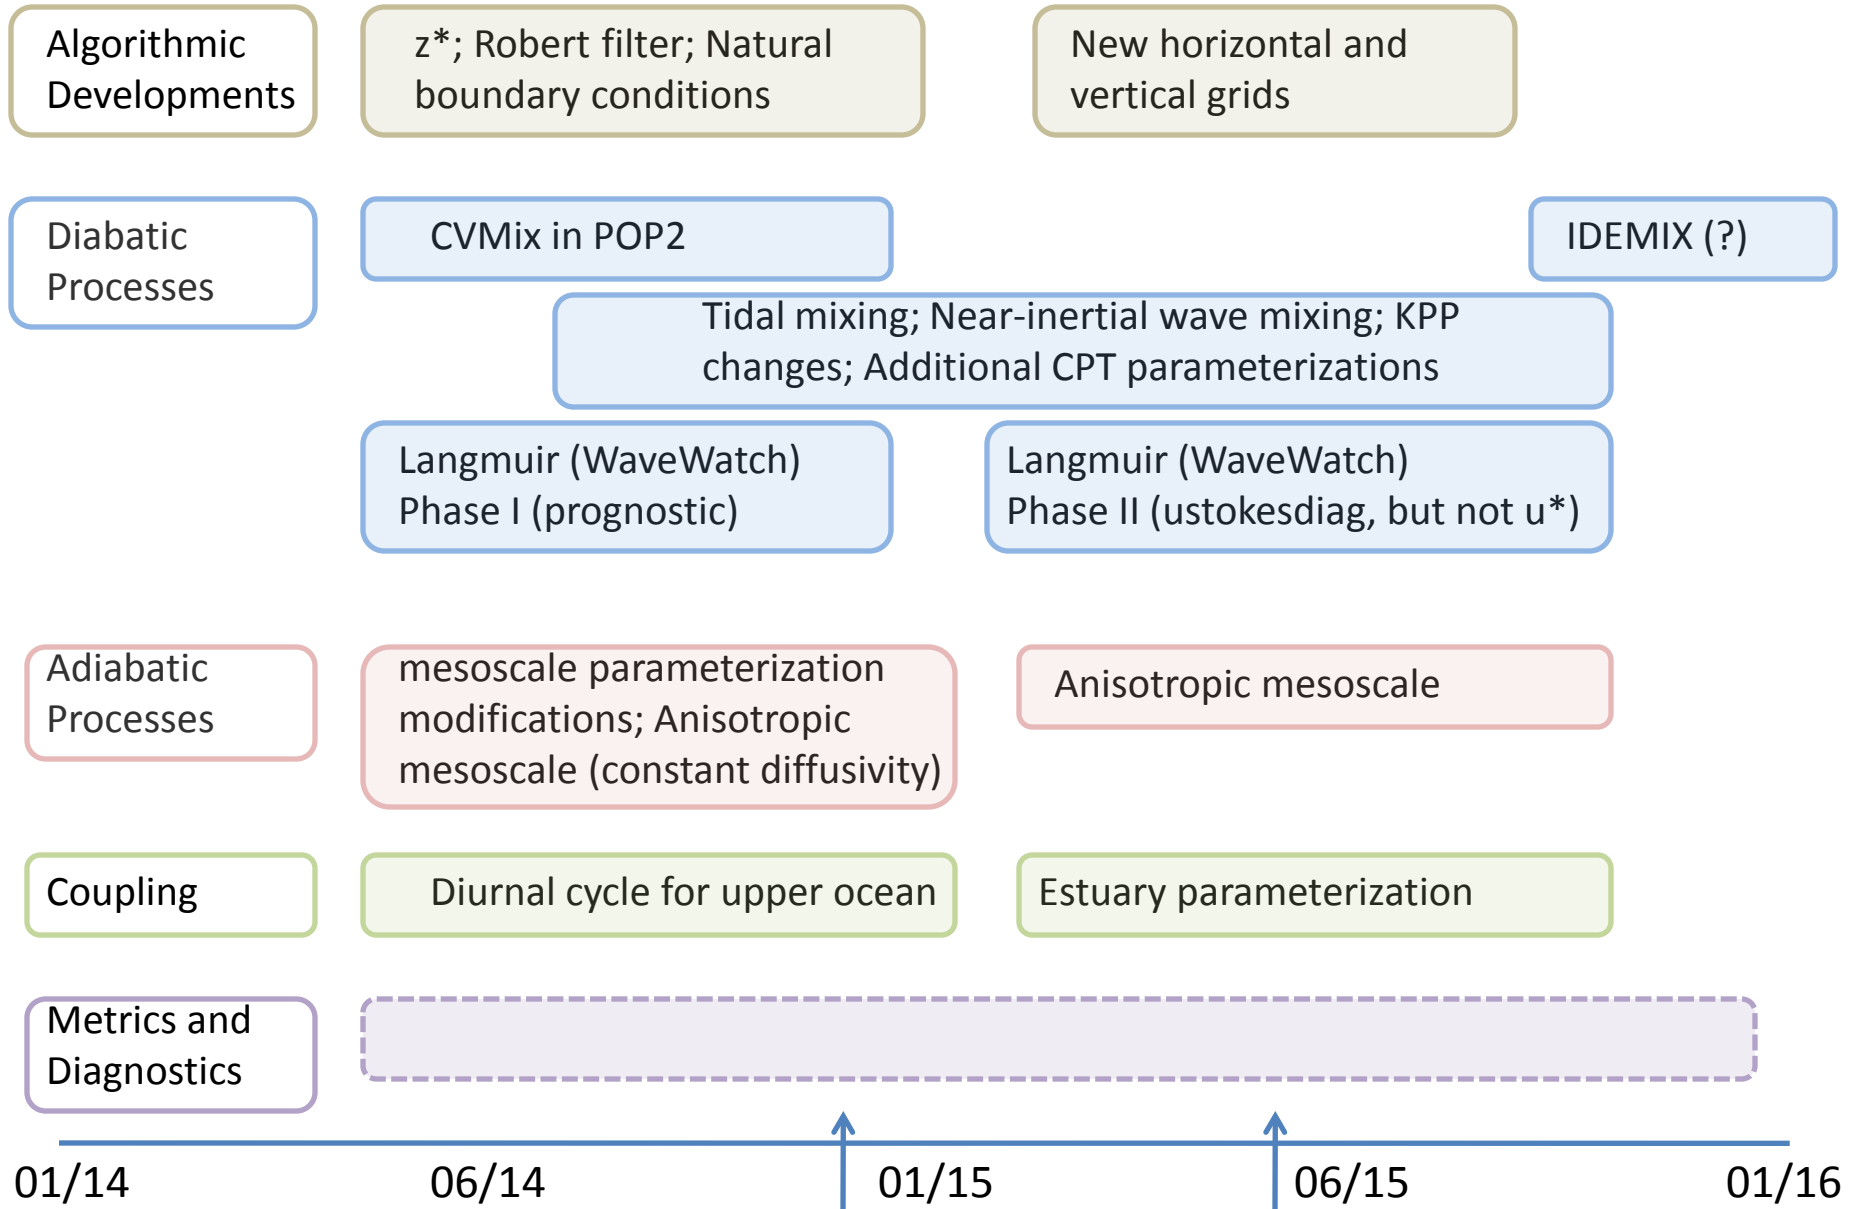 Algorithmic
Developments
z*; Robert filter; Natural
boundary conditions
New horizontal and
vertical grids
Diabatic
Processes
CVMix in POP2
IDEMIX (?)
Tidal mixing; Near-inertial wave mixing; KPP
changes; Additional CPT parameterizations
Langmuir (WaveWatch)
Phase I (prognostic)
Langmuir (WaveWatch)
Phase II (ustokesdiag, but not u*)
Adiabatic
Processes
mesoscale parameterization
modifications; Anisotropic
mesoscale (constant diffusivity)
Anisotropic mesoscale
Coupling
Diurnal cycle for upper ocean
Estuary parameterization
Metrics and
Diagnostics
01/14
06/14
01/15
06/15
01/16